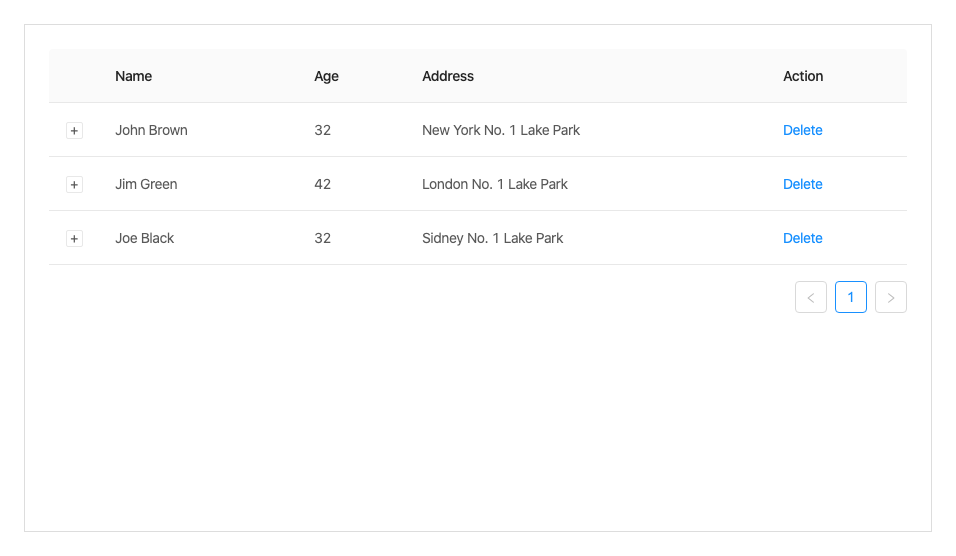 Name Age Address Action
+ John Brown 32 New York No. 1 Lake Park Delete
+ Jim Green 42 London No. 1 Lake Park Delete
+ Joe Black 32 Sidney No. 1 Lake Park Delete
< 1 >